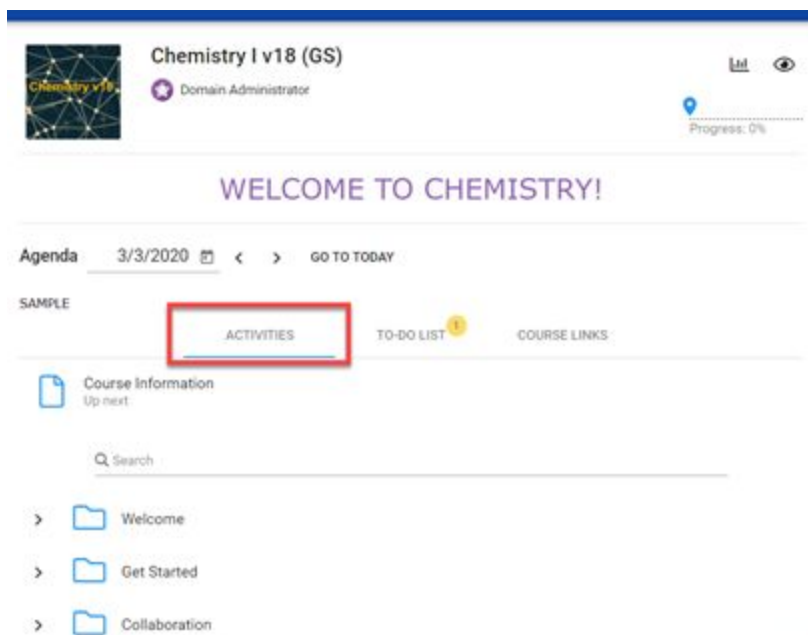 Chemistry I v18 (GS)
Chemistry v18
Domain Administrator
Progress: 0%
WELCOME TO CHEMISTRY!
Agenda 3/3/2020 < > GO TO TODAY
SAMPLE
ACTIVITIES TO-DO LIST 1 COURSE LINKS
Course Information
Up next
Search
> Welcome
> Get Started
> Collaboration